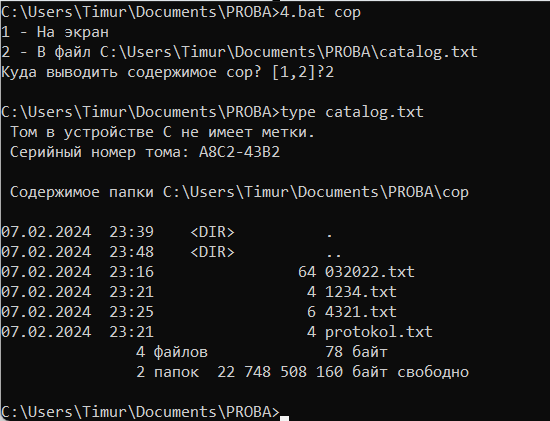 C:\Users\Timur\Documents\PROBA>4.bat cop
1 - На экран
2 - В файл C:\Users\Timur\Documents\PROBA\catalog.txt
Куда выводить содержимое cop? [1,2]?2
C:\Users\Timur\Documents\PROBA>type catalog.txt
Том в устройстве C не имеет метки.
Серийный номер тома: A8C2-43B2
Содержимое папки C:\Users\Timur\Documents\PROBA\cop
07.02.2024  23:39    <DIR>          .
07.02.2024  23:48    <DIR>          ..
07.02.2024  23:16                64 032022.txt
07.02.2024  23:21                 4 1234.txt
07.02.2024  23:25                 6 4321.txt
07.02.2024  23:21                 4 protokol.txt
4 файлов             78 байт
2 папок  22 748 508 160 байт свободно
C:\Users\Timur\Documents\PROBA>